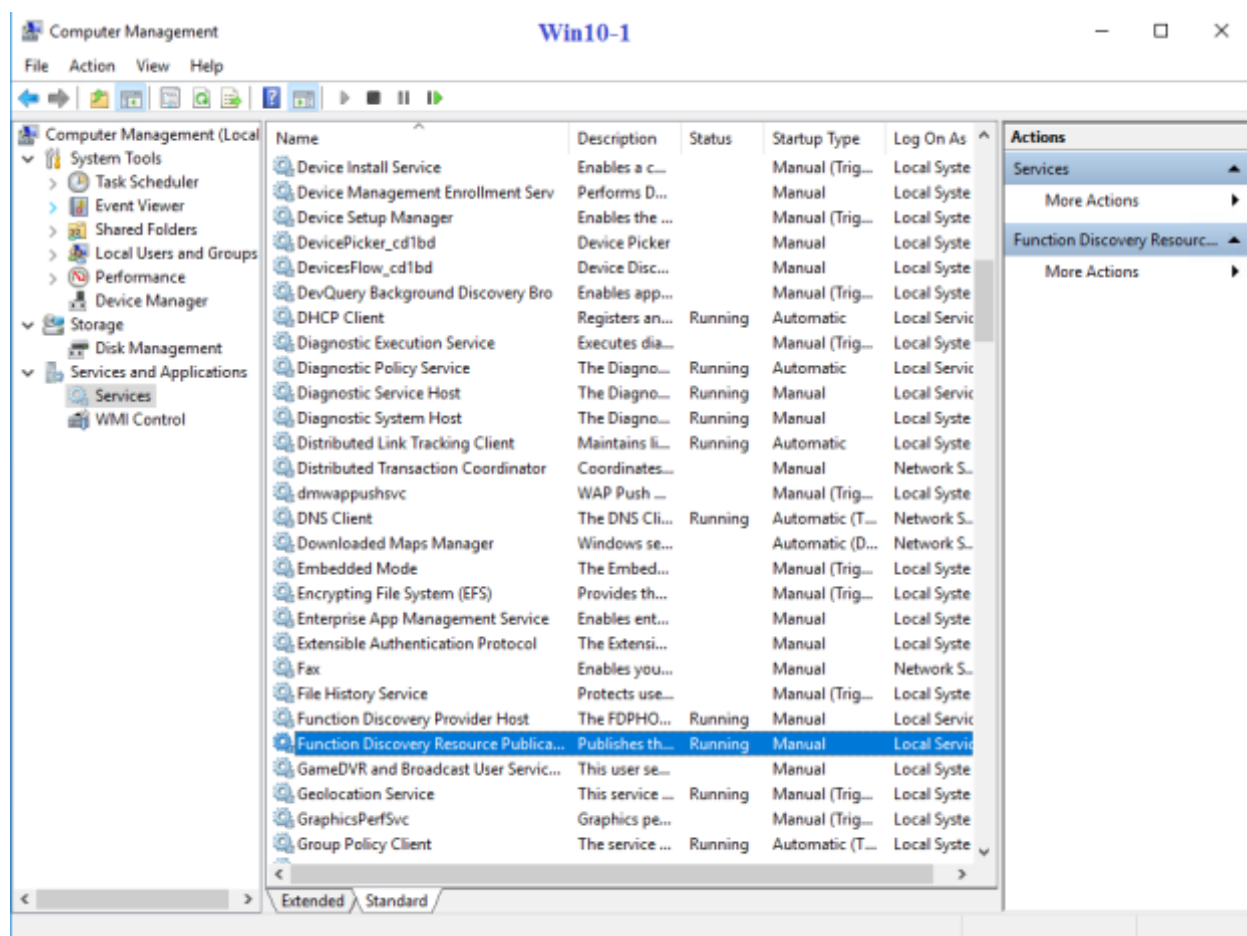 Computer Management
Win10-1
File Action View Help
Computer Management (Local
System Tools
Task Scheduler
Event Viewer
Shared Folders
Local Users and Groups
Performance
Device Manager
Storage
Disk Management
Services and Applications
Services
WMI Control
Name Description Status Startup Type Log On As
Device Install Service Enables a c... Manual (Trig... Local Syste
Device Management Enrollment Serv Performs D... Manual Local Syste
Device Setup Manager Enables the ... Manual (Trig... Local Syste
DevicePicker_cd1bd Device Picker Manual Local Syste
DevicesFlow_cd1bd Device Disc... Manual Local Syste
DevQuery Background Discovery Bro Enables app... Manual (Trig... Local Syste
DHCP Client Registers an... Running Automatic Local Servic
Diagnostic Execution Service Executes dia... Manual (Trig... Local Syste
Diagnostic Policy Service The Diagno... Running Automatic Local Servic
Diagnostic Service Host The Diagno... Running Manual Local Servic
Diagnostic System Host The Diagno... Running Manual Local Syste
Distributed Link Tracking Client Maintains li... Running Automatic Local Syste
Distributed Transaction Coordinator Coordinates... Manual Network S...
dmwappushsvc WAP Push ... Manual (Trig... Local Syste
DNS Client The DNS Cli... Running Automatic (T... Network S...
Downloaded Maps Manager Windows se... Automatic (D... Network S...
Embedded Mode The Embed... Manual (Trig... Local Syste
Encrypting File System (EFS) Provides th... Manual (Trig... Local Syste
Enterprise App Management Service Enables ent... Manual Local Syste
Extensible Authentication Protocol The Extensi... Manual Local Syste
Fax Enables you... Manual Network S...
File History Service Protects use... Manual (Trig... Local Syste
Function Discovery Provider Host The FDPHO... Running Manual Local Servic
Function Discovery Resource Publica... Publishes th... Running Manual Local Servic
GameDVR and Broadcast User Servic... This user se... Manual Local Syste
Geolocation Service This service ... Running Manual (Trig... Local Syste
GraphicsPerfSvc Graphics pe... Manual (Trig... Local Syste
Group Policy Client The service ... Running Automatic (T... Local Syste
Extended Standard
Actions
Services
More Actions
Function Discovery Resourc...
More Actions